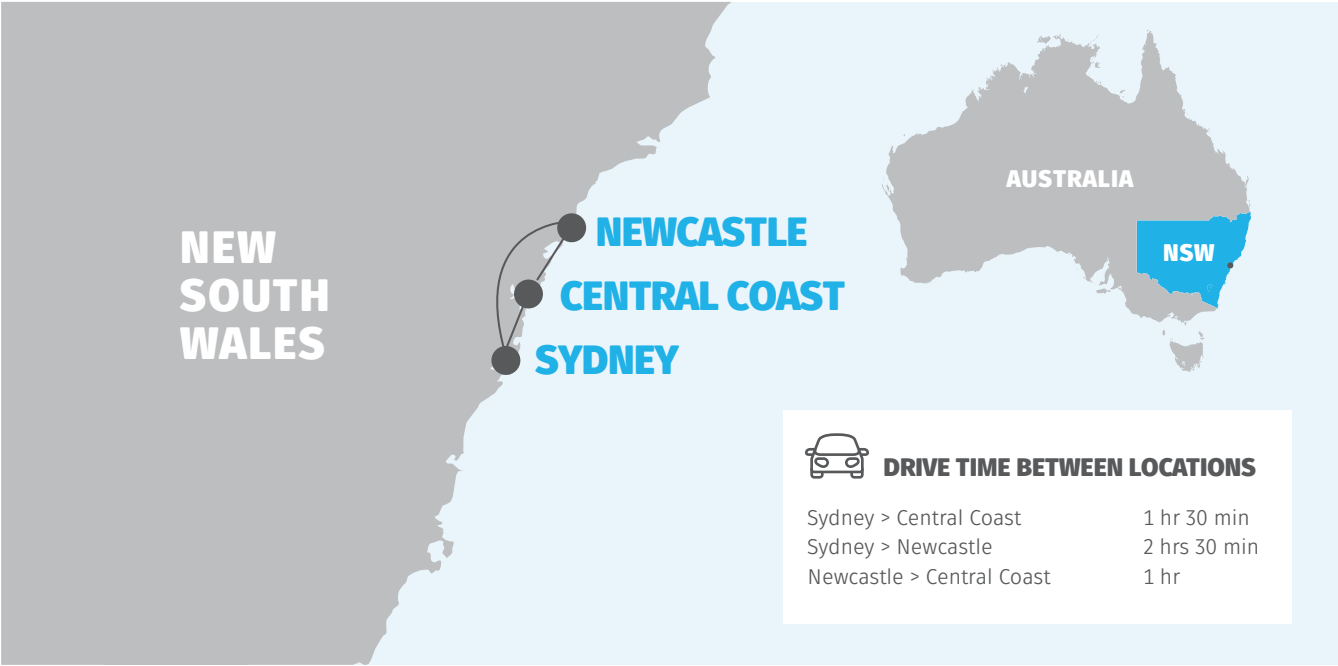 NEW
SOUTH
WALES
NEWCASTLE
CENTRAL COAST
SYDNEY
AUSTRALIA
NSW
DRIVE TIME BETWEEN LOCATIONS
Sydney > Central Coast 1 hr 30 min
Sydney > Newcastle 2 hrs 30 min
Newcastle > Central Coast 1 hr